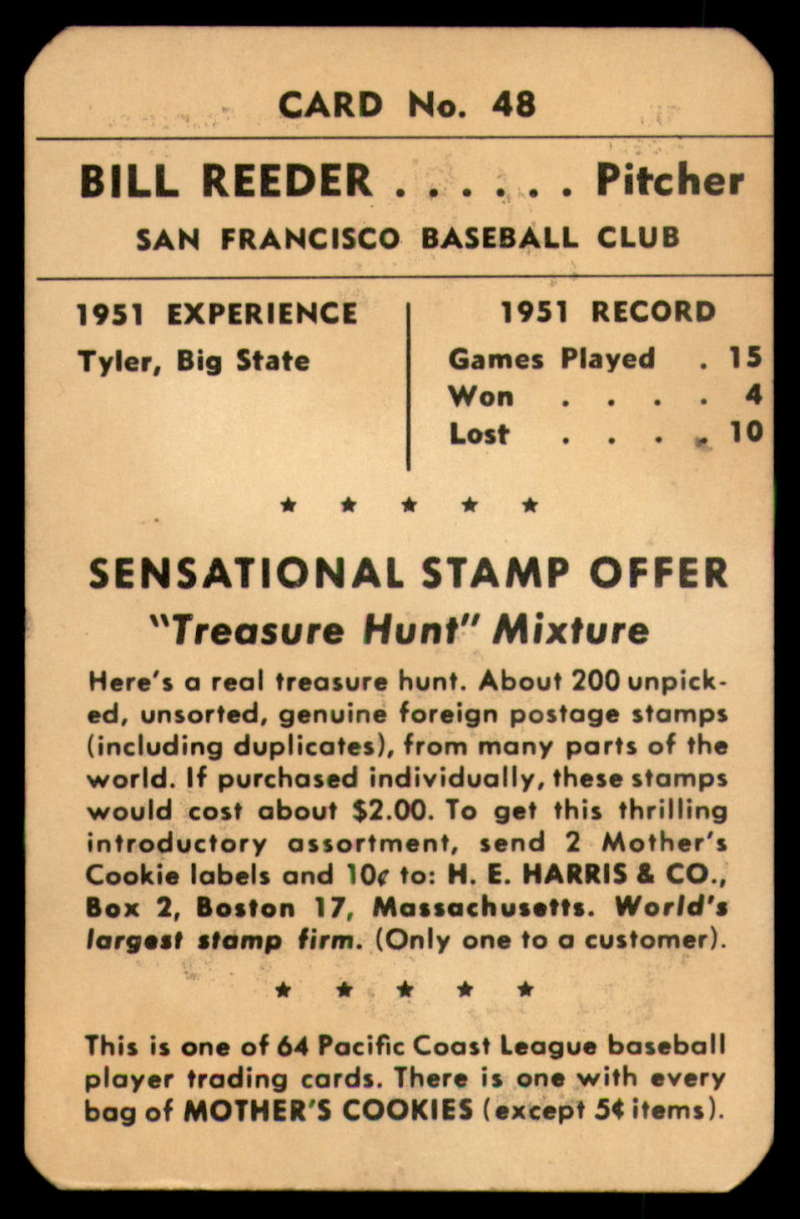 CARD No. 48
BILL REEDER . . . . . . Pitcher
SAN FRANCISCO BASEBALL CLUB
1951 EXPERIENCE
Tyler, Big State
1951 RECORD
Games Played . 15
Won . . . . 4
Lost . . . . 10
★ ★ ★ ★ ★
SENSATIONAL STAMP OFFER
"Treasure Hunt" Mixture
Here's a real treasure hunt. About 200 unpick-
ed, unsorted, genuine foreign postage stamps
(including duplicates), from many parts of the
world. If purchased individually, these stamps
would cost about $2.00. To get this thrilling
introductory assortment, send 2 Mother's
Cookie labels and 10¢ to: H. E. HARRIS & CO.,
Box 2, Boston 17, Massachusetts. World's
largest stamp firm. (Only one to a customer).
★ ★ ★ ★ ★
This is one of 64 Pacific Coast League baseball
player trading cards. There is one with every
bag of MOTHER'S COOKIES (except 5¢ items).